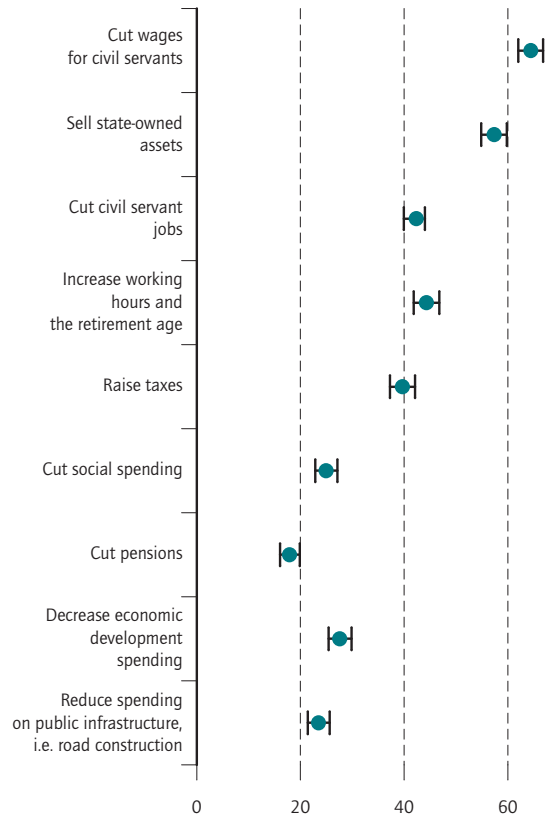 Cut wages
for civil servants
Sell state-owned
assets
Cut civil servant
jobs
Increase working
hours and
the retirement age
Raise taxes
Cut social spending
Cut pensions
Decrease economic
development
spending
Reduce spending
on public infrastructure,
i.e. road construction
0 20 40 60